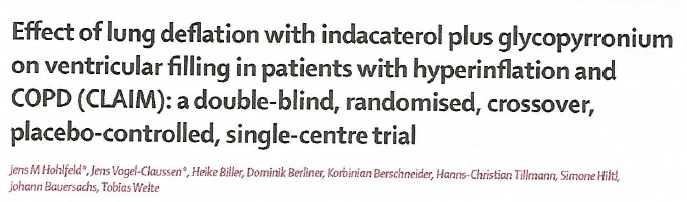 Effect of lung deflation with indacaterol plus glycopyrronium
on ventricular filling in patients with hyperinflation and
COPD (CLAIM): a double-blind, randomised, crossover,
placebo-controlled, single-centre trial
Jens M Hohlfeld*, Jens Vogel-Claussen*, Heike Biller, Dominik Berliner, Korbinian Berschneider, Hanns-Christian Tillmann, Simone Hiltl,
Johann Bauersachs, Tobias Welte